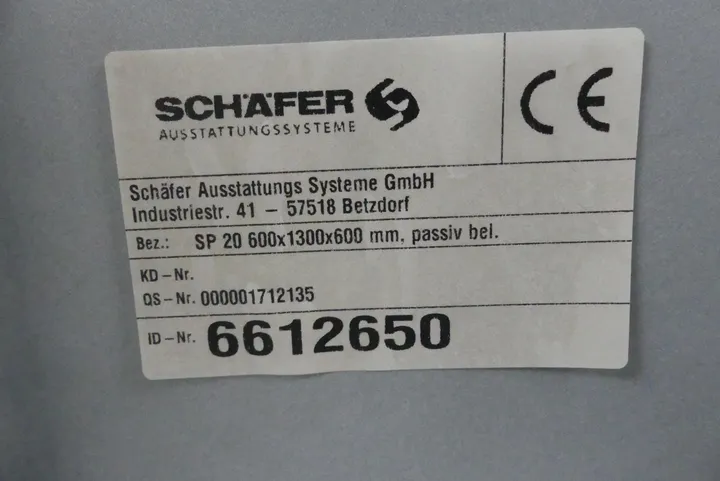 SCHÄFER
AUSSTATTUNGSSYSTEME
CE
Schäfer Ausstattungs Systeme GmbH
Industriestr. 41 – 57518 Betzdorf
Bez.: SP 20 600x1300x600 mm, passiv bel.
KD–Nr.
QS–Nr. 000001712135
ID–Nr. 6612650